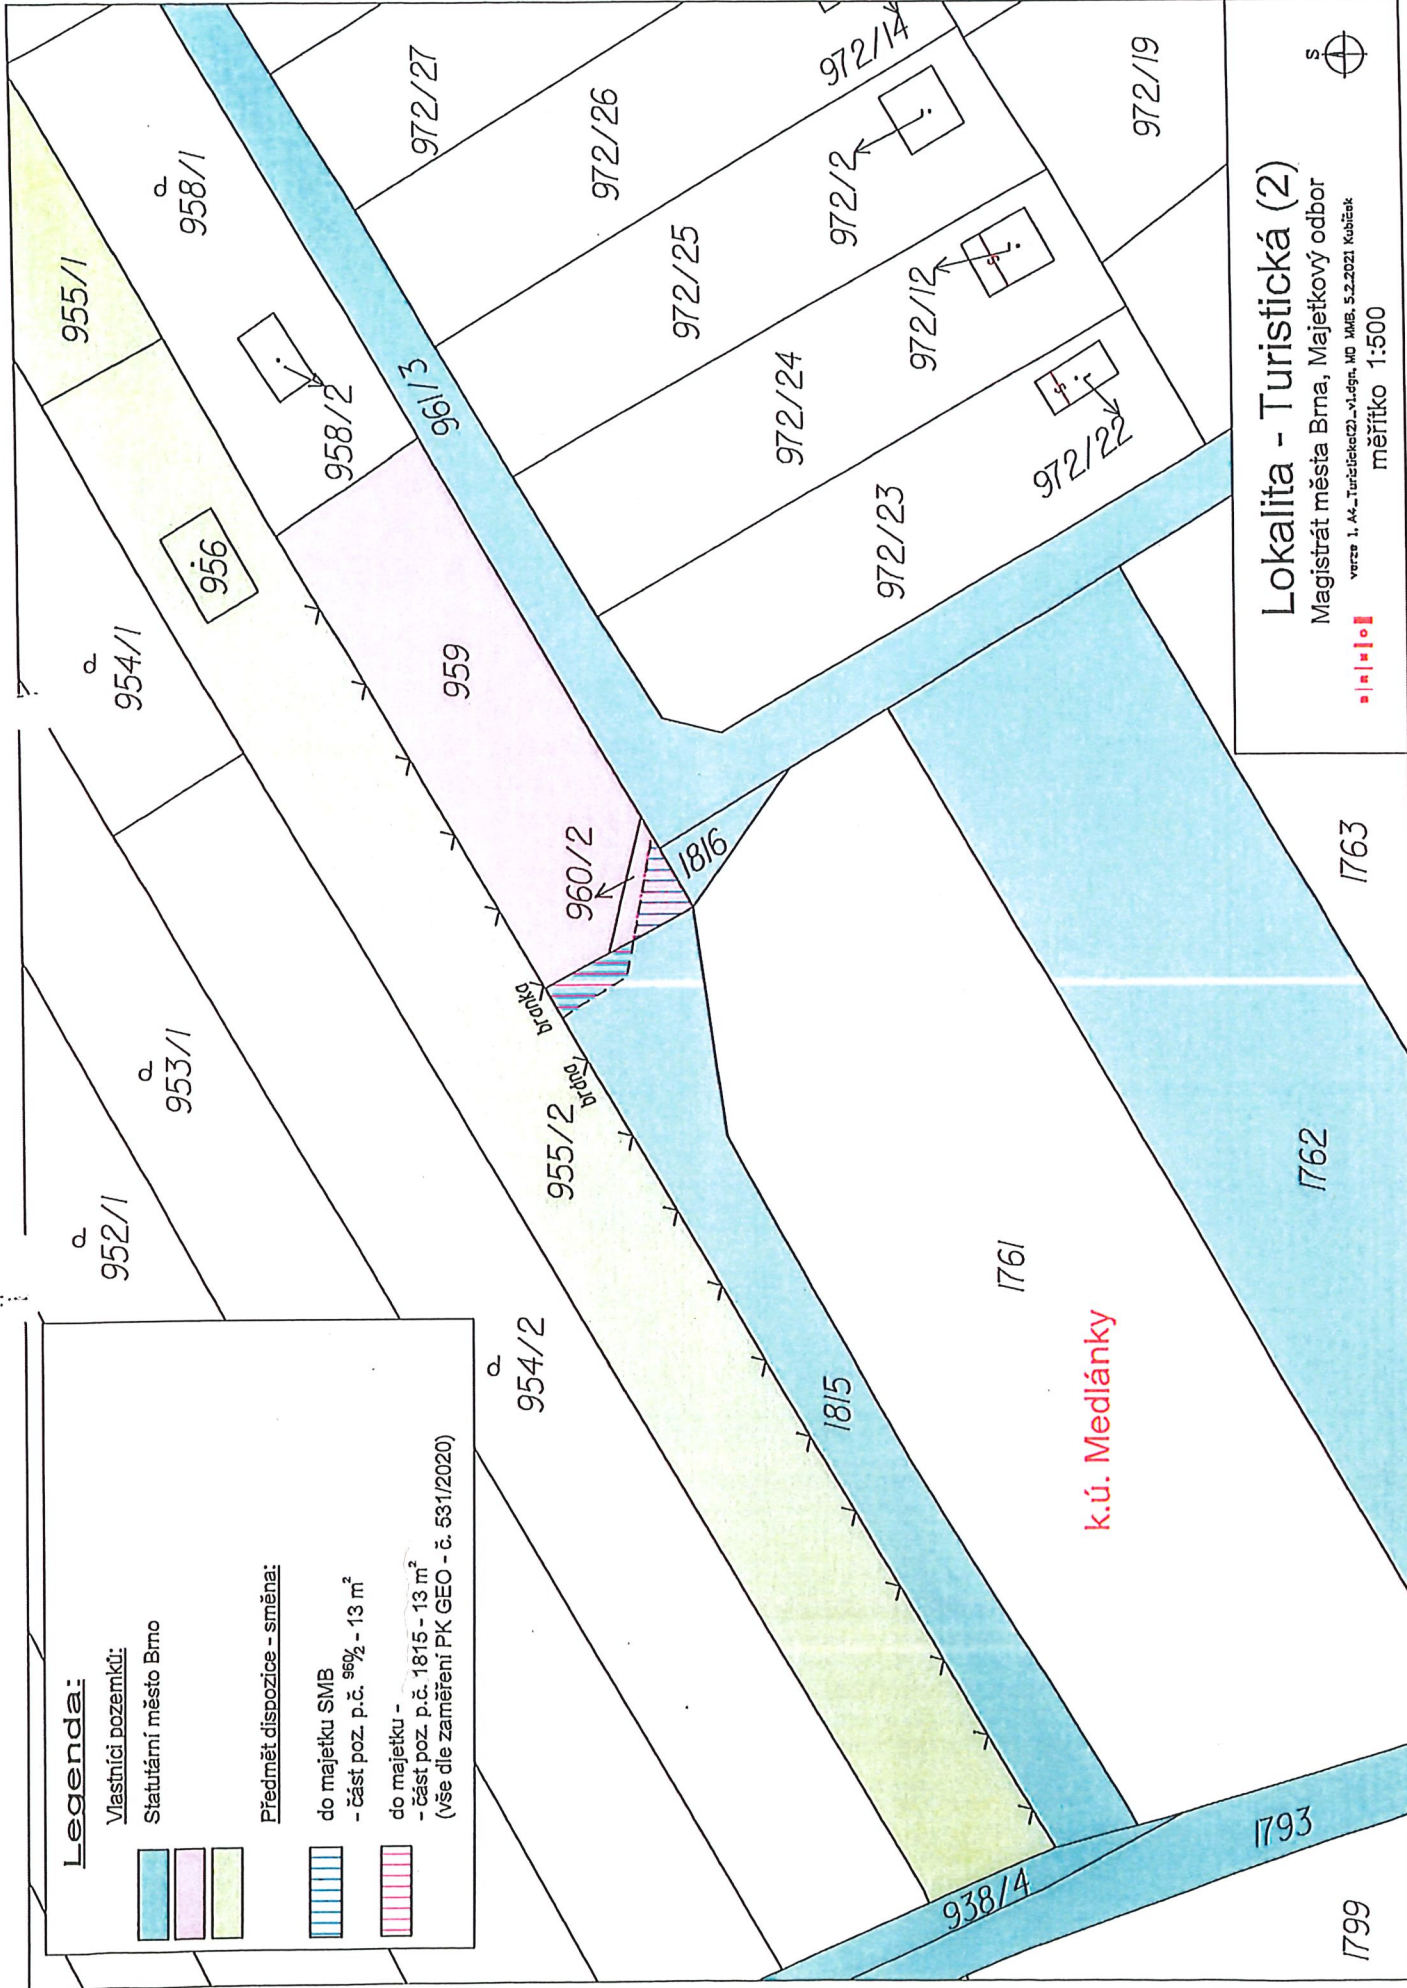 Legenda:
Vlastníci pozemků:
Statutární město Brno
Předmět dispozice - směna:
do majetku SMB
- část poz. p.č. 960/2 - 13 m²
do majetku -
- část poz. p.č. 1815 - 13 m²
(vše dle zaměření PK GEO - č. 531/2020)
952/1
953/1
954/1
955/1
954/2
956
958/1
958/2
955/2
brána
branka
959
960/2
961/3
972/27
972/26
972/25
972/24
972/23
972/14
972/2
972/12
972/22
972/19
1816
1815
1761
k.ú. Medlánky
1762
1763
938/4
1793
1799
S
Lokalita - Turistická (2)
Magistrát města Brna, Majetkový odbor
verze 1, A4_Turistická(2)_v1.dgn, MO MMB, 5.2.2021 Kubíček
měřítko 1:500